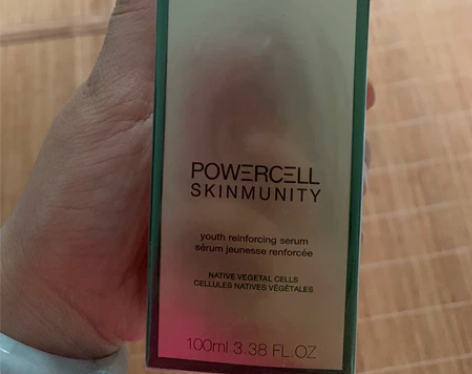 POWERCELL
SKINMUNITY
youth reinforcing serum
sérum jeunesse renforcée
NATIVE VEGETAL CELLS
CELLULES NATIVES VÉGÉTALES
100ml 3.38 FL.OZ